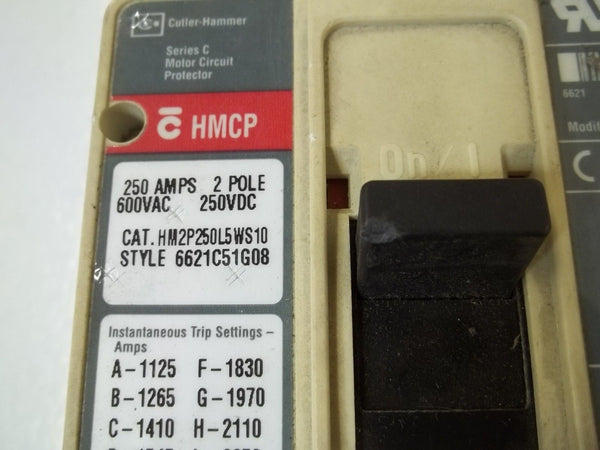 Cutler-Hammer
Series C
Motor Circuit
Protector
C HMCP
250 AMPS 2 POLE
600VAC 250VDC
CAT. HM2P250L5WS10
STYLE 6621C51G08
Instantaneous Trip Settings –
Amps
A – 1125 F – 1830
B – 1265 G – 1970
C – 1410 H – 2110
On / I
6621
Modif
C